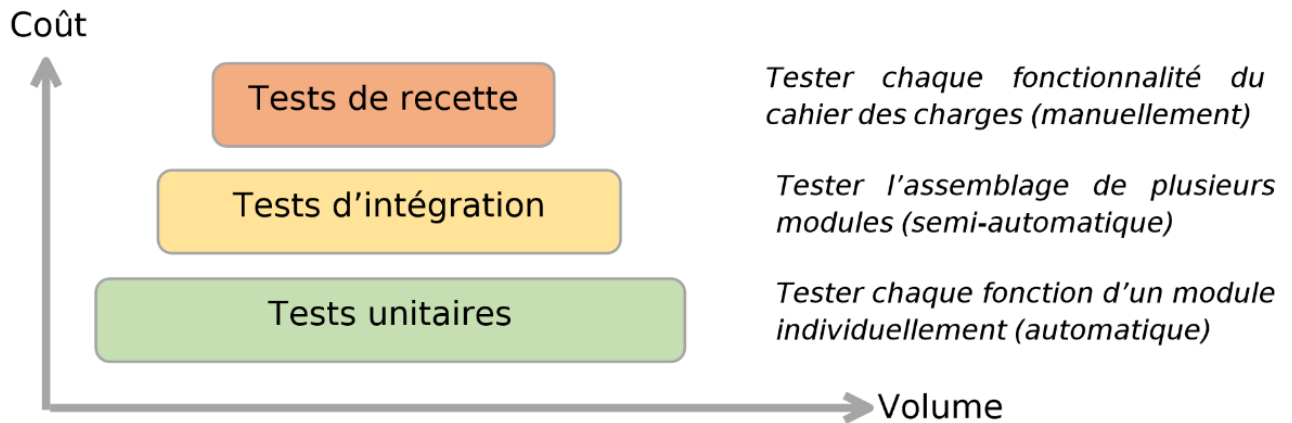 Coût
Tests de recette
Tester chaque fonctionnalité du
cahier des charges (manuellement)
Tests d’intégration
Tester l’assemblage de plusieurs
modules (semi-automatique)
Tests unitaires
Tester chaque fonction d’un module
individuellement (automatique)
Volume